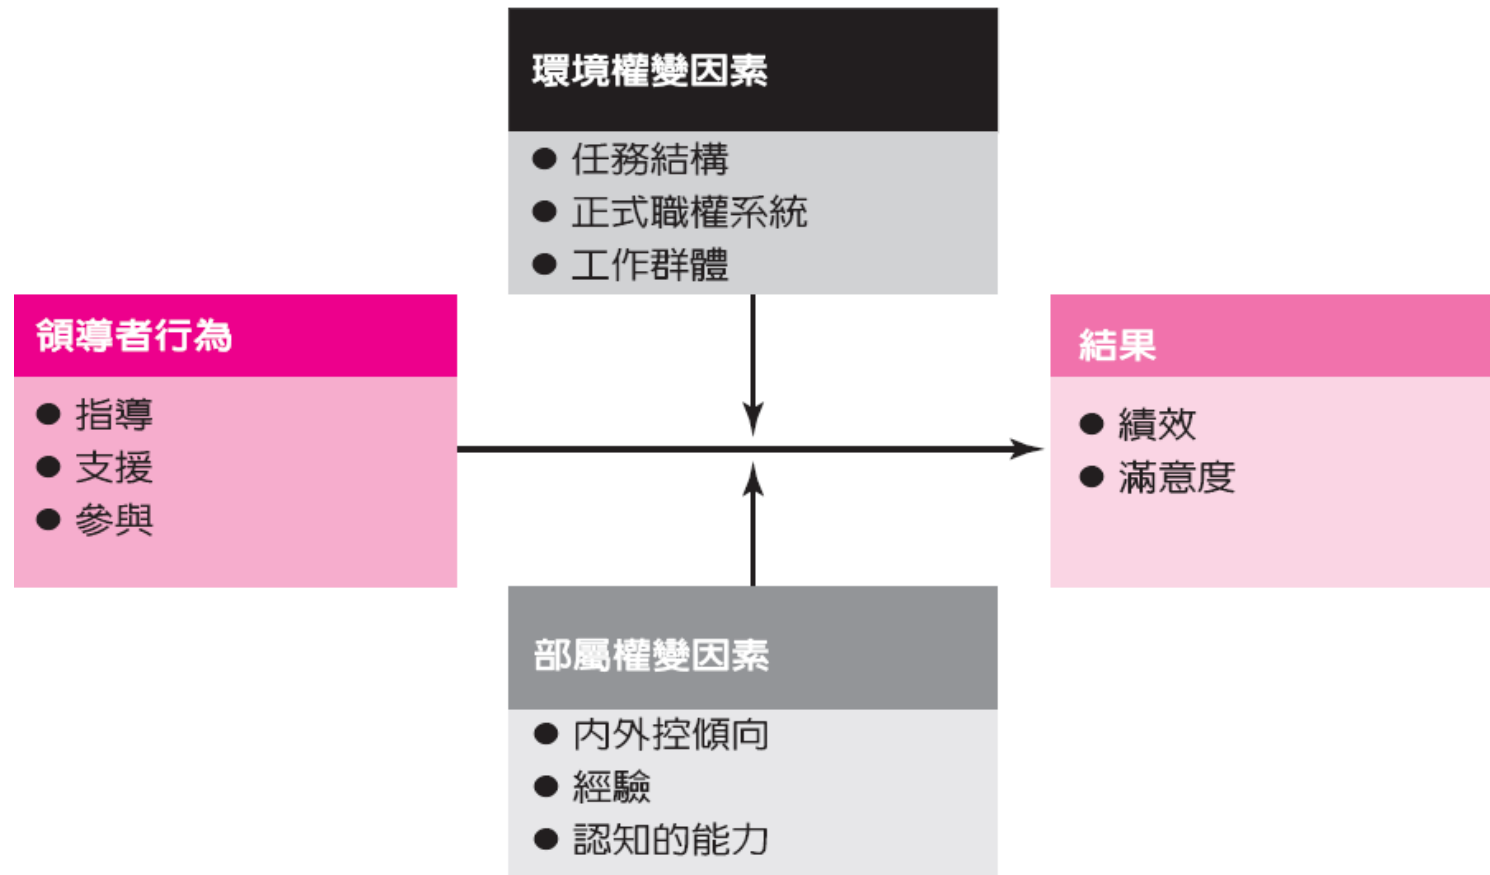 環境權變因素
● 任務結構
● 正式職權系統
● 工作群體
領導者行為
● 指導
● 支援
● 參與
結果
● 績效
● 滿意度
部屬權變因素
● 內外控傾向
● 經驗
● 認知的能力